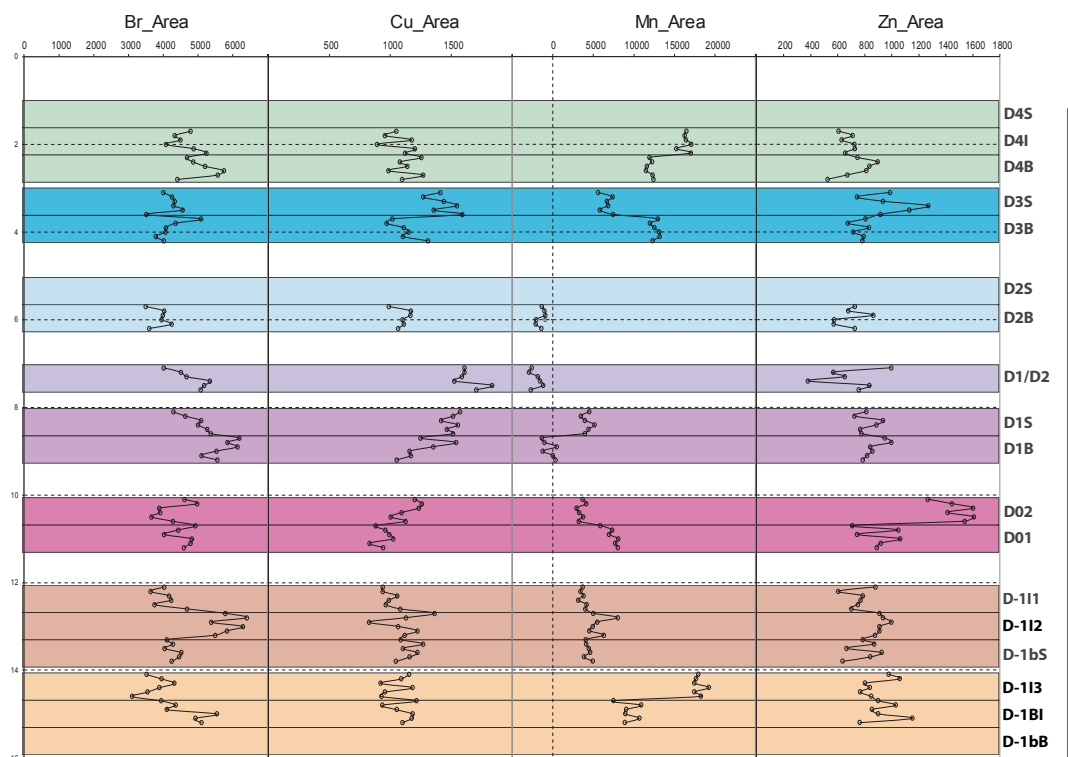 Br_Area Cu_Area Mn_Area Zn_Area
0 1000 2000 3000 4000 5000 6000 500 1000 1500 0 5000 10000 15000 20000 200 400 600 800 1000 1200 1400 1600 1800
0
D4S
D4I
2
D4B
D3S
D3B
4
D2S
D2B
6
D1/D2
8
D1S
D1B
10
D02
D01
12
D-1I1
D-1I2
D-1bS
14
D-1I3
D-1BI
D-1bB